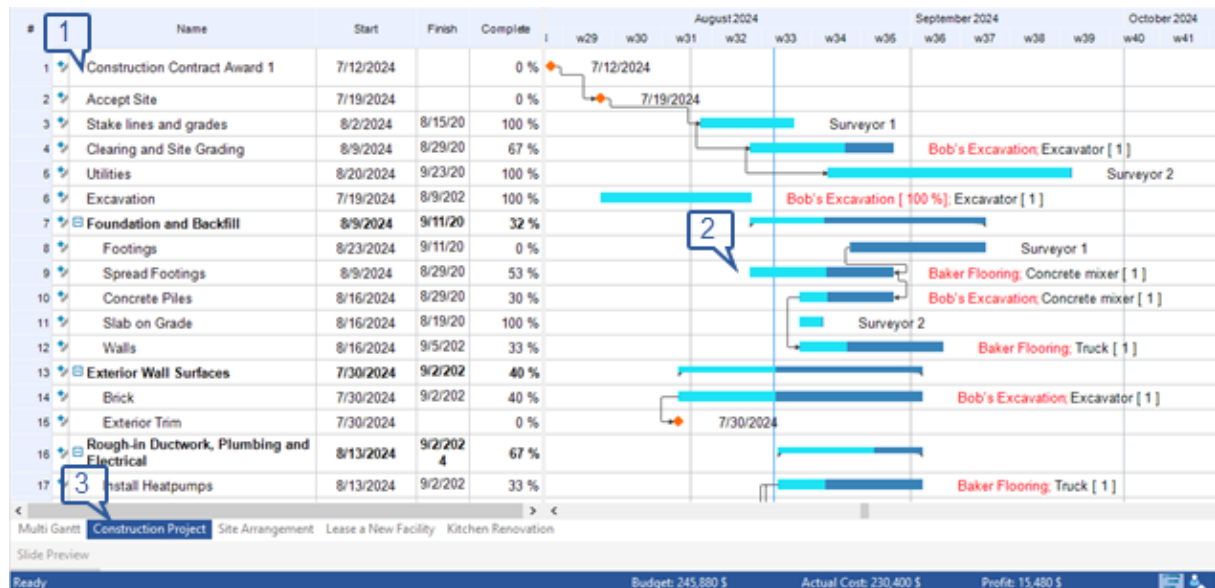 August 2024 September 2024 October 2024
# 1 Name Start Finish Complete w29 w30 w31 w32 w33 w34 w35 w36 w37 w38 w39 w40 w41
1 Construction Contract Award 1 7/12/2024 0 % 7/12/2024
2 Accept Site 7/19/2024 0 % 7/19/2024
3 Stake lines and grades 8/2/2024 8/15/20 100 % Surveyor 1
4 Clearing and Site Grading 8/9/2024 8/29/20 67 % Bob's Excavation; Excavator [ 1 ]
5 Utilities 8/20/2024 9/23/20 100 % Surveyor 2
6 Excavation 7/19/2024 8/9/202 100 % Bob's Excavation [ 100 %]; Excavator [ 1 ]
7 Foundation and Backfill 8/9/2024 9/11/20 32 % 2
8 Footings 8/23/2024 9/11/20 0 % Surveyor 1
9 Spread Footings 8/9/2024 8/29/20 53 % Baker Flooring; Concrete mixer [ 1 ]
10 Concrete Piles 8/16/2024 8/29/20 30 % Bob's Excavation; Concrete mixer [ 1 ]
11 Slab on Grade 8/16/2024 8/19/20 100 % Surveyor 2
12 Walls 8/16/2024 9/5/202 33 % Baker Flooring; Truck [ 1 ]
13 Exterior Wall Surfaces 7/30/2024 9/2/202 40 %
14 Brick 7/30/2024 9/2/202 40 % Bob's Excavation; Excavator [ 1 ]
15 Exterior Trim 7/30/2024 0 % 7/30/2024
16 Rough-in Ductwork, Plumbing and 8/13/2024 9/2/202 67 %
Electrical 4
17 3 nstall Heatpumps 8/13/2024 9/2/202 33 % Baker Flooring; Truck [ 1 ]
Multi Gantt Construction Project Site Arrangement Lease a New Facility Kitchen Renovation
Slide Preview
Ready Budget: 245,880 $ Actual Cost: 230,400 $ Profit: 15,480 $